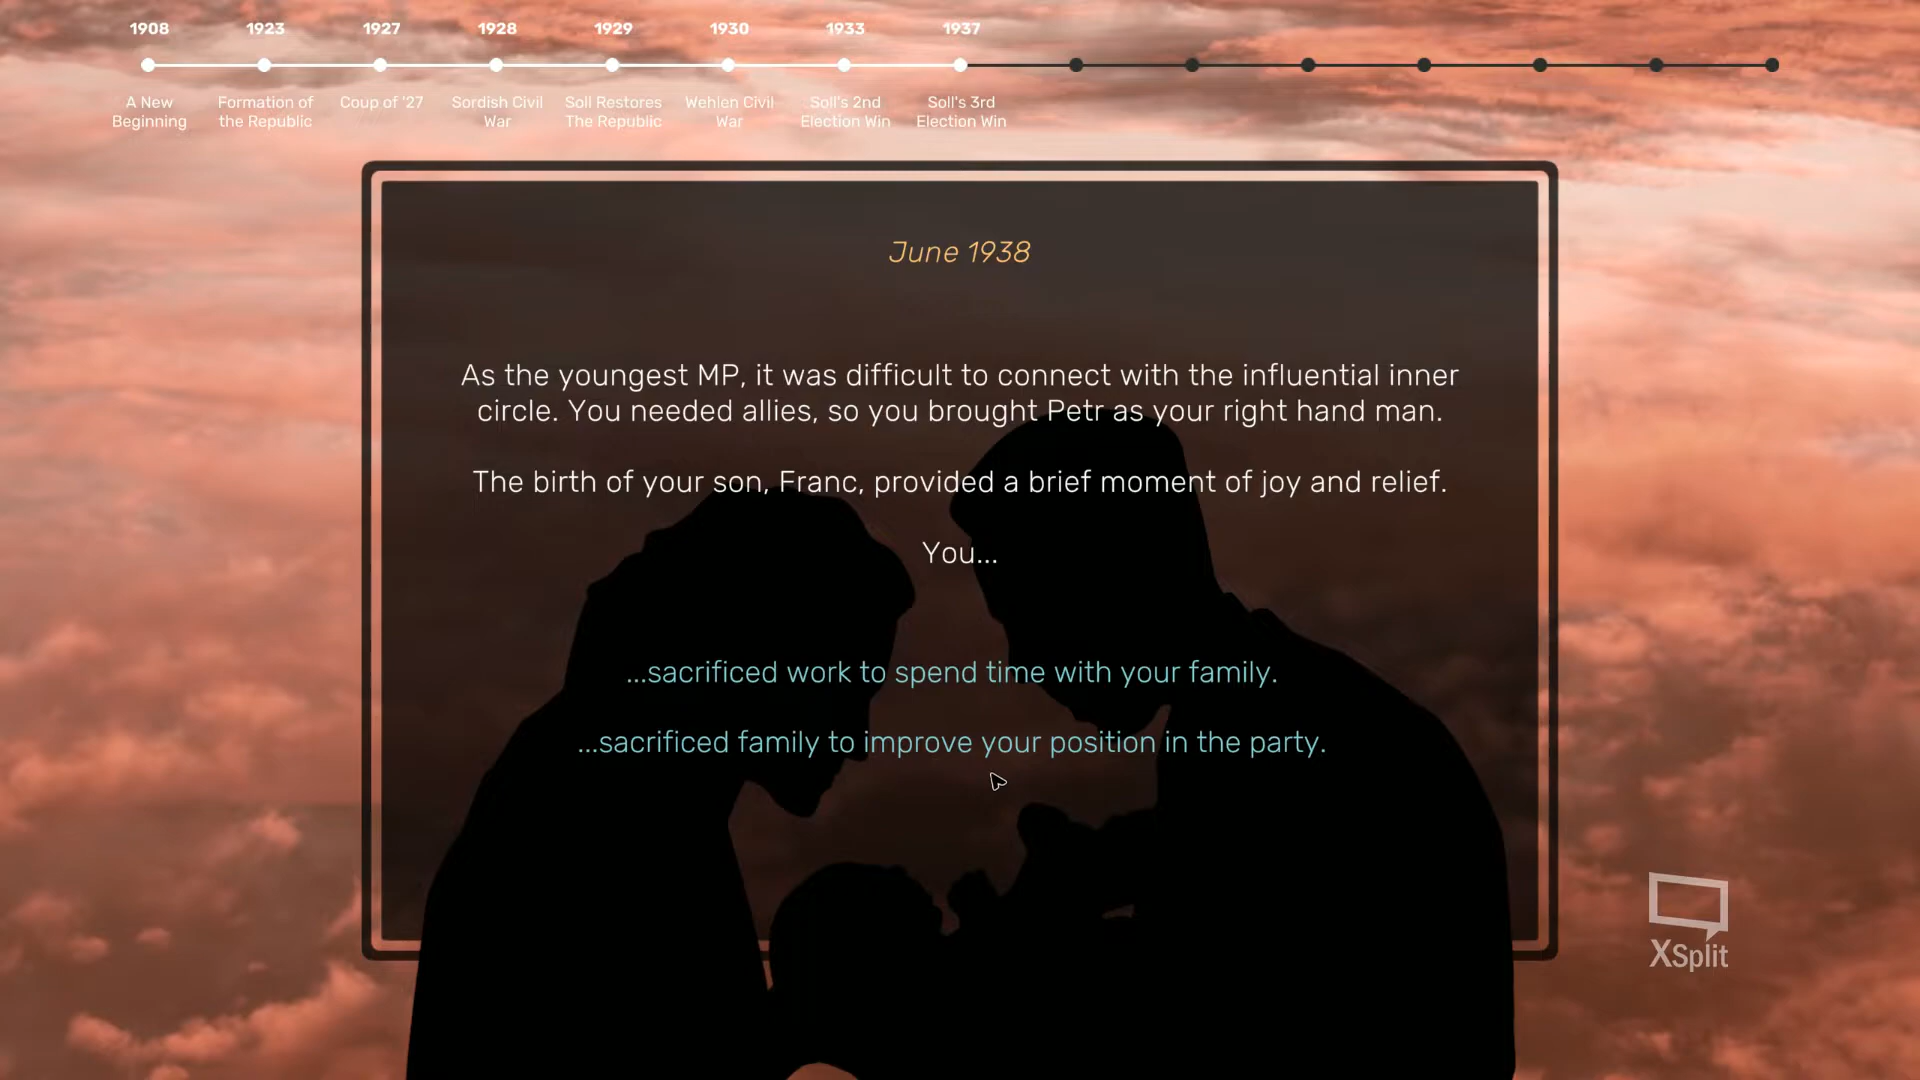 1908 1923 1927 1928 1929 1930 1933 1937
A New Beginning
Formation of the Republic
Coup of '27
Sordish Civil War
Soll Restores The Republic
Wehlen Civil War
Soll's 2nd Election Win
Soll's 3rd Election Win
June 1938
As the youngest MP, it was difficult to connect with the influential inner
circle. You needed allies, so you brought Petr as your right hand man.
The birth of your son, Franc, provided a brief moment of joy and relief.
You...
...sacrificed work to spend time with your family.
...sacrificed family to improve your position in the party.
XSplit